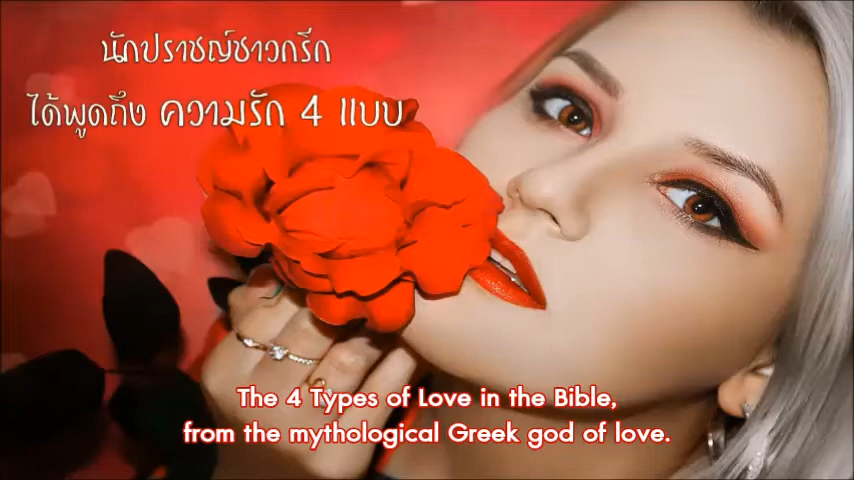 นักปราชญ์ชาวกรีก
ได้พูดถึง ความรัก 4 แบบ
The 4 Types of Love in the Bible,
from the mythological Greek god of love.